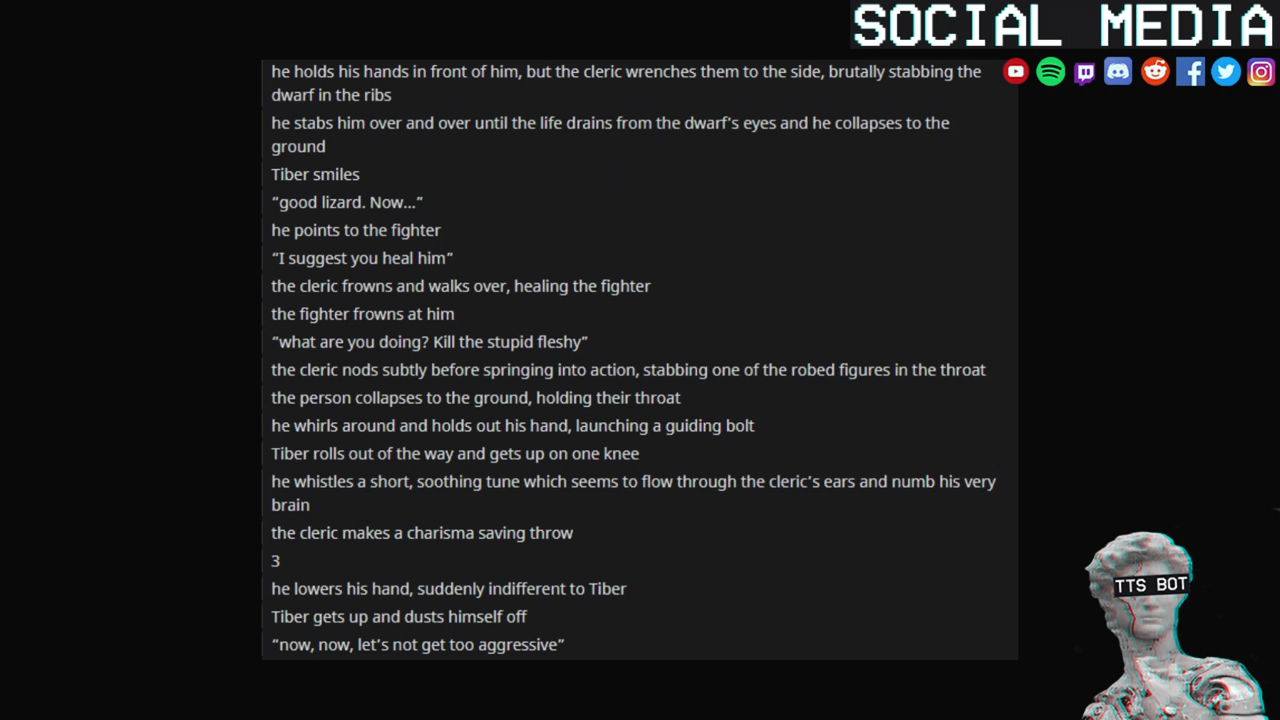 SOCIAL MEDIA
he holds his hands in front of him, but the cleric wrenches them to the side, brutally stabbing the
dwarf in the ribs
he stabs him over and over until the life drains from the dwarf's eyes and he collapses to the
ground
Tiber smiles
“good lizard. Now...”
he points to the fighter
“I suggest you heal him”
the cleric frowns and walks over, healing the fighter
the fighter frowns at him
“what are you doing? Kill the stupid fleshy”
the cleric nods subtly before springing into action, stabbing one of the robed figures in the throat
the person collapses to the ground, holding their throat
he whirls around and holds out his hand, launching a guiding bolt
Tiber rolls out of the way and gets up on one knee
he whistles a short, soothing tune which seems to flow through the cleric's ears and numb his very
brain
the cleric makes a charisma saving throw
3
he lowers his hand, suddenly indifferent to Tiber
Tiber gets up and dusts himself off
“now, now, let's not get too aggressive”
TTS BOT